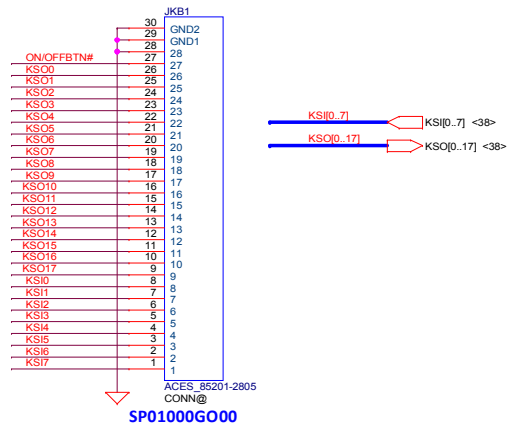 JKB1
30 GND2
29 GND1
28 28
ON/OFFBTN# 27 27
KSO0 26 26
KSO1 25 25
KSO2 24 24
KSO3 23 23
KSO4 22 22
KSO5 21 21
KSO6 20 20
KSO7 19 19
KSO8 18 18
KSO9 17 17
KSO10 16 16
KSO11 15 15
KSO12 14 14
KSO13 13 13
KSO14 12 12
KSO15 11 11
KSO16 10 10
KSO17 9 9
KSI0 8 8
KSI1 7 7
KSI2 6 6
KSI3 5 5
KSI4 4 4
KSI5 3 3
KSI6 2 2
KSI7 1 1
ACES_85201-2805
CONN@
SP01000GO00
KSI[0..7] KSI[0..7] <38>
KSO[0..17] KSO[0..17] <38>